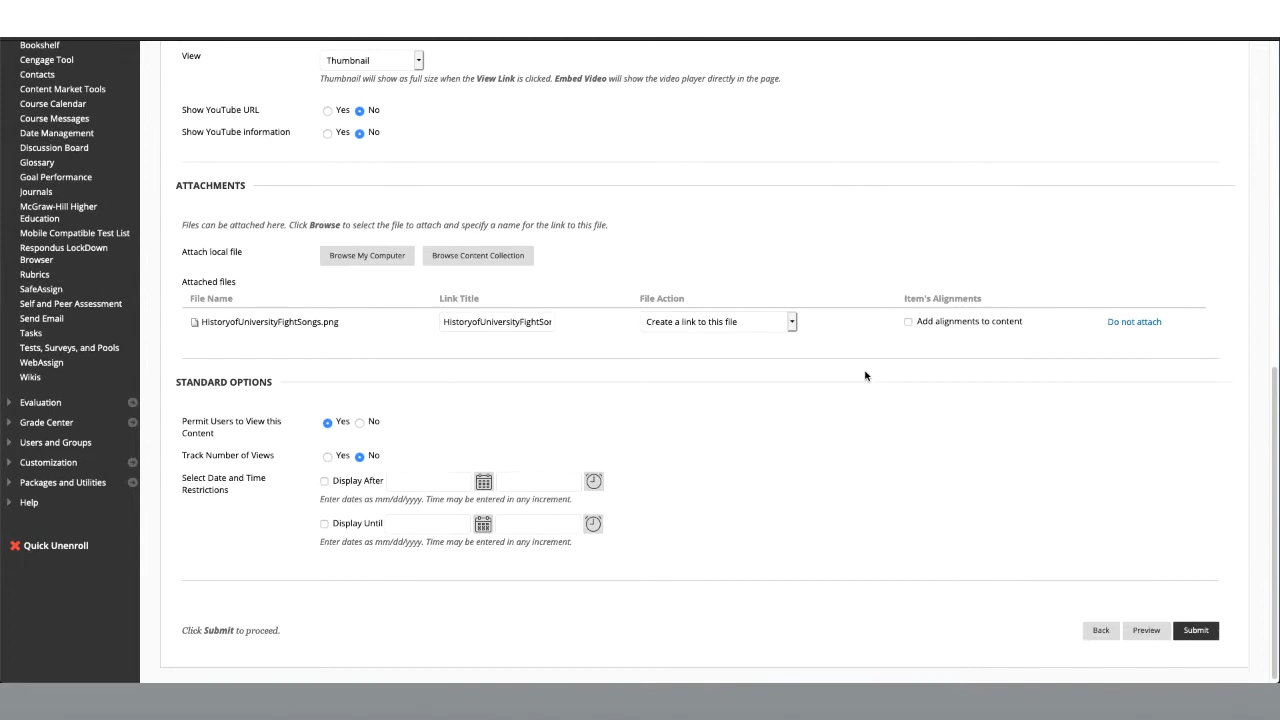 Bookshelf
Cengage Tool
Contacts
Content Market Tools
Course Calendar
Course Messages
Date Management
Discussion Board
Glossary
Goal Performance
Journals
McGraw-Hill Higher
Education
Mobile Compatible Test List
Respondus LockDown
Browser
Rubrics
SafeAssign
Self and Peer Assessment
Send Email
Tasks
Tests, Surveys, and Pools
WebAssign
Wikis
Evaluation
Grade Center
Users and Groups
Customization
Packages and Utilities
Help
Quick Unenroll
View
Thumbnail
Thumbnail will show as full size when the View Link is clicked. Embed Video will show the video player directly in the page.
Show YouTube URL Yes No
Show YouTube information Yes No
ATTACHMENTS
Files can be attached here. Click Browse to select the file to attach and specify a name for the link to this file.
Attach local file Browse My Computer Browse Content Collection
Attached files
File Name Link Title File Action Item's Alignments
HistoryofUniversityFightSongs.png HistoryofUniversityFightSor Create a link to this file Add alignments to content Do not attach
STANDARD OPTIONS
Permit Users to View this
Content
Yes No
Track Number of Views Yes No
Select Date and Time
Restrictions
Display After
Enter dates as mm/dd/yyyy. Time may be entered in any increment.
Display Until
Enter dates as mm/dd/yyyy. Time may be entered in any increment.
Click Submit to proceed.
Back Preview Submit